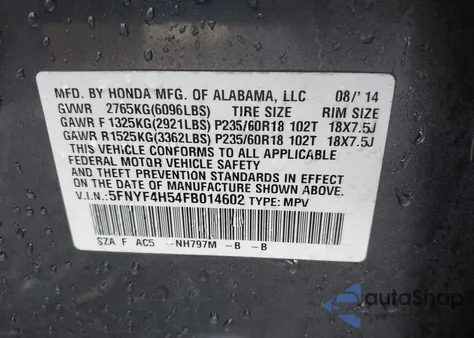 MFD. BY HONDA MFG. OF ALABAMA, LLC 08/'14
GVWR 2765KG(6096LBS) TIRE SIZE RIM SIZE
GAWR F 1325KG(2921LBS) P235/60R18 102T 18X7.5J
GAWR R1525KG(3362LBS) P235/60R18 102T 18X7.5J
THIS VEHICLE CONFORMS TO ALL APPLICABLE
FEDERAL MOTOR VEHICLE SAFETY
AND THEFT PREVENTION STANDARDS IN EFFECT
ON THE DATE OF MANUFACTURE SHOWN ABOVE.
V.I.N.: 5FNYF4H54FB014602 TYPE: MPV
SZA F AC5 NH797M -B -B
autoShop